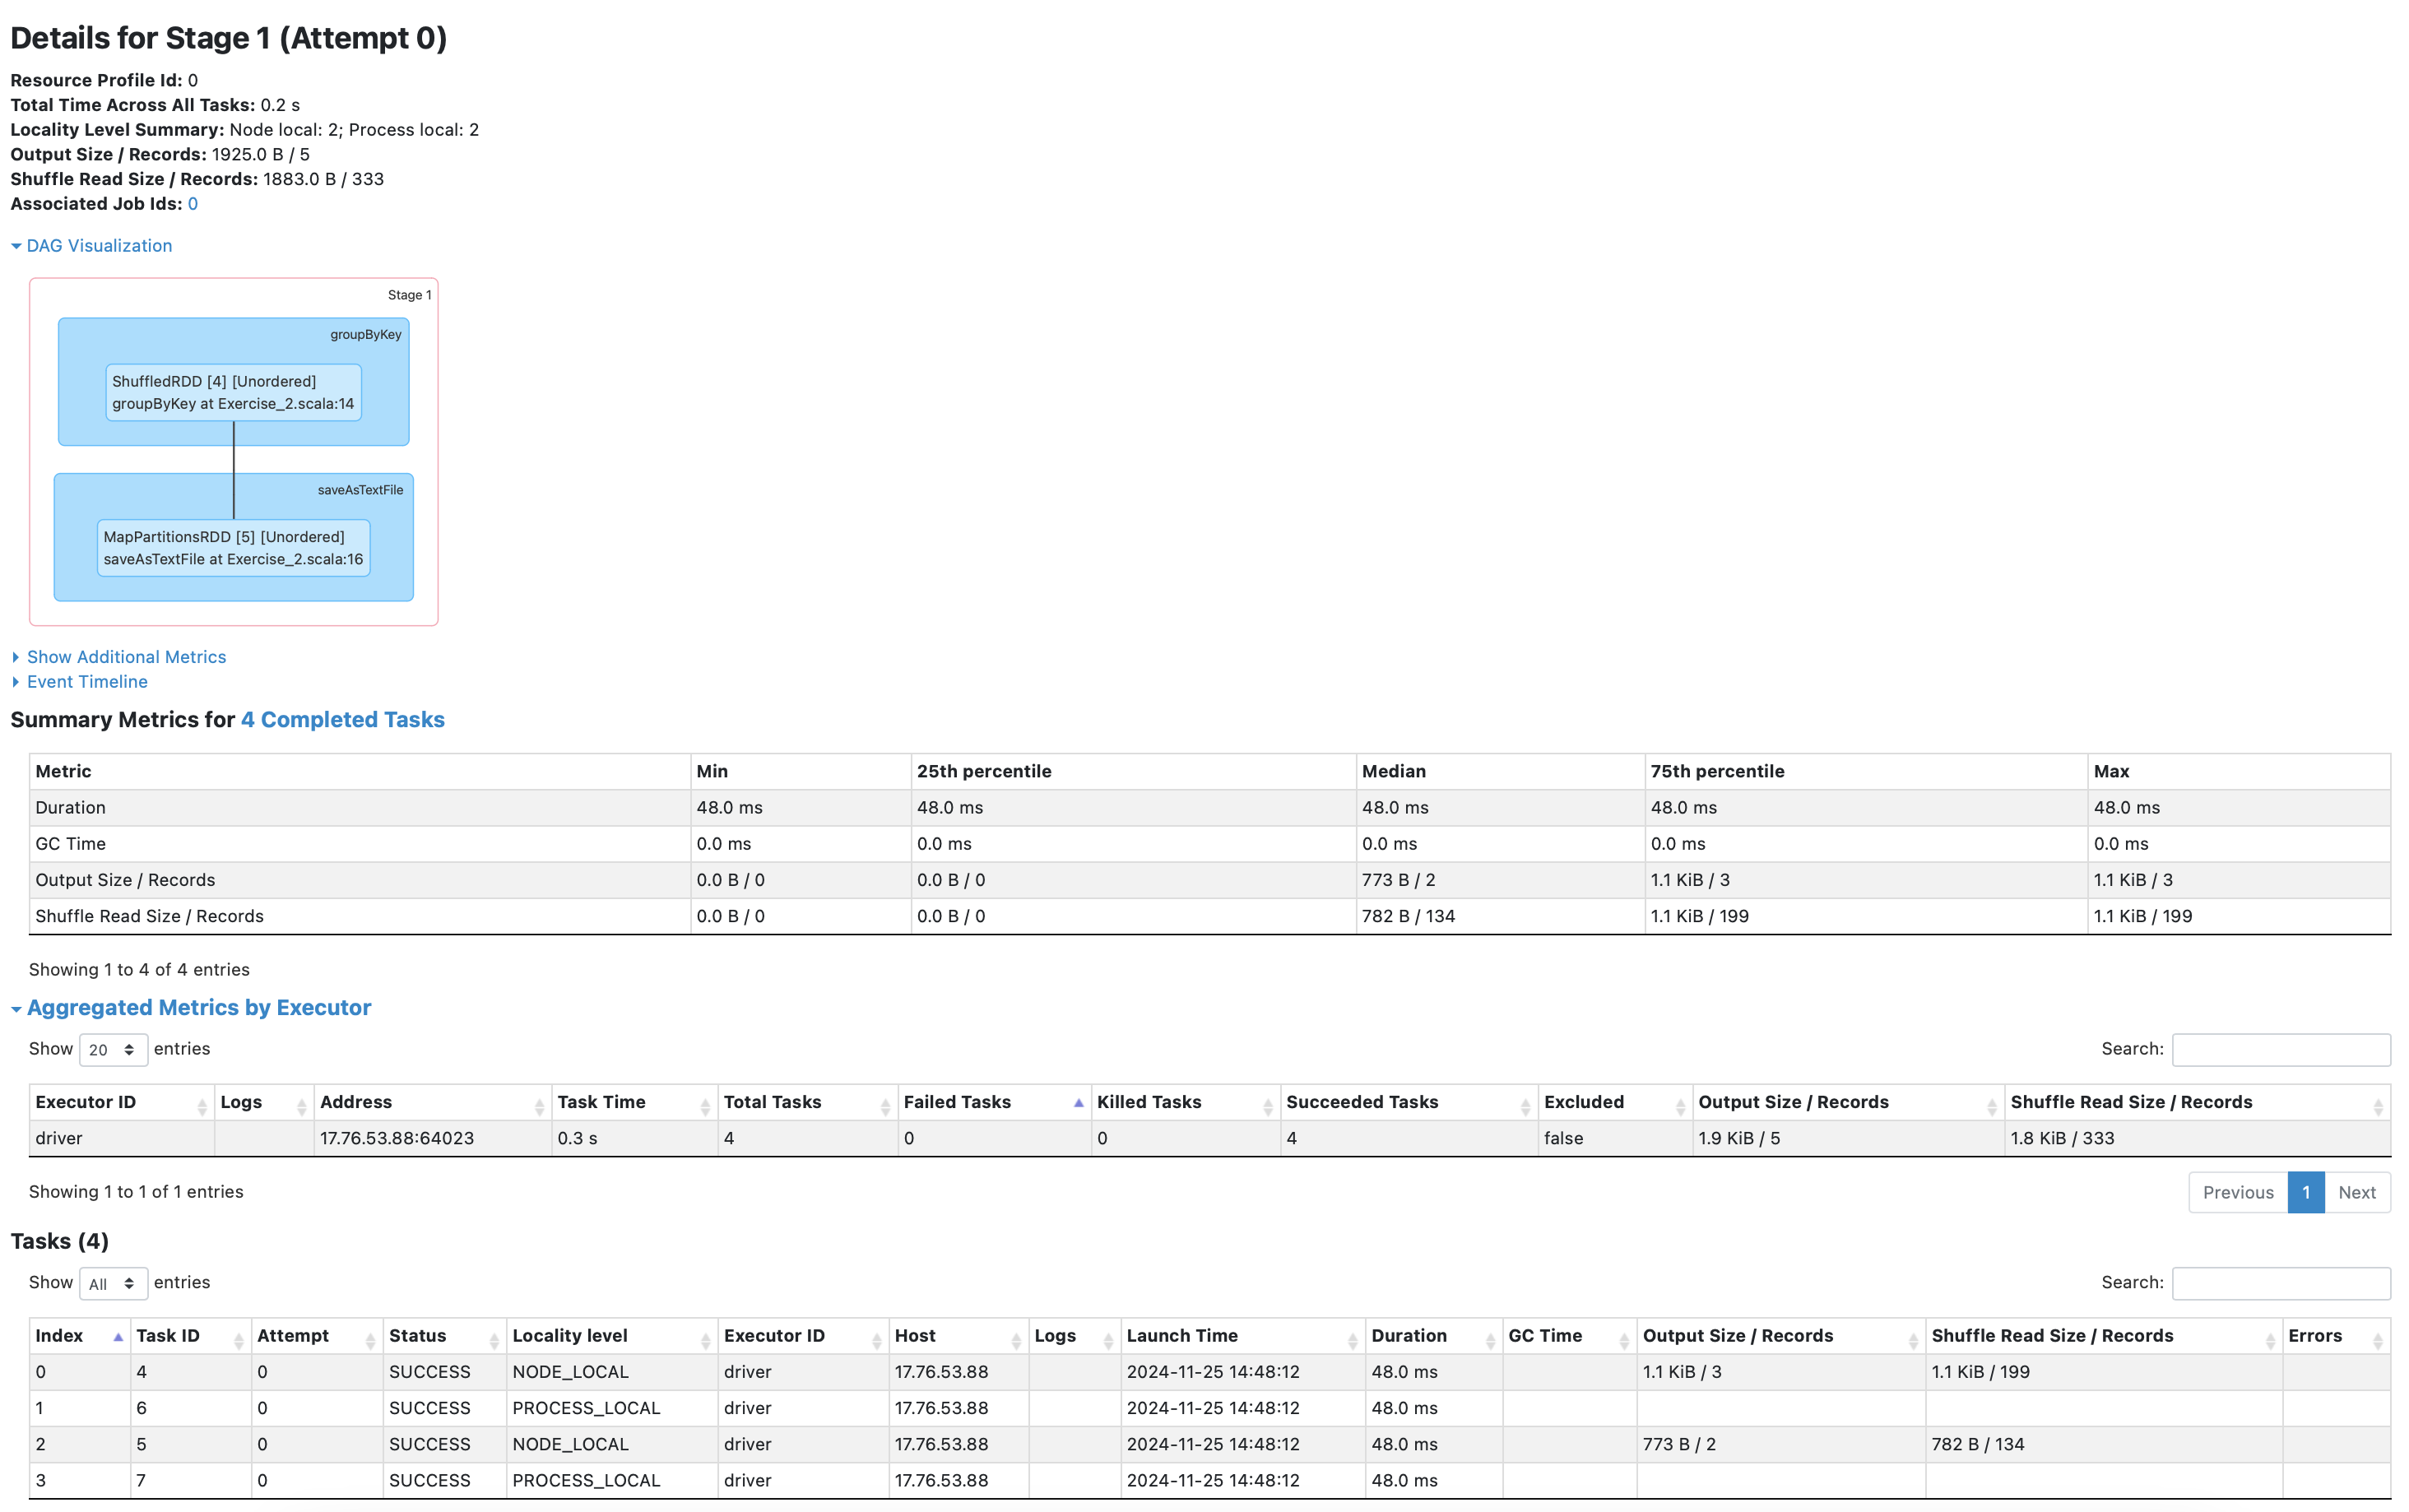 Details for Stage 1 (Attempt 0)
Resource Profile Id: 0
Total Time Across All Tasks: 0.2 s
Locality Level Summary: Node local: 2; Process local: 2
Output Size / Records: 1925.0 B / 5
Shuffle Read Size / Records: 1883.0 B / 333
Associated Job Ids: 0
DAG Visualization
Stage 1
groupByKey
ShuffledRDD [4] [Unordered]
groupByKey at Exercise_2.scala:14
saveAsTextFile
MapPartitionsRDD [5] [Unordered]
saveAsTextFile at Exercise_2.scala:16
Show Additional Metrics
Event Timeline
Summary Metrics for 4 Completed Tasks
Metric Min 25th percentile Median 75th percentile Max
Duration 48.0 ms 48.0 ms 48.0 ms 48.0 ms 48.0 ms
GC Time 0.0 ms 0.0 ms 0.0 ms 0.0 ms 0.0 ms
Output Size / Records 0.0 B / 0 0.0 B / 0 773 B / 2 1.1 KiB / 3 1.1 KiB / 3
Shuffle Read Size / Records 0.0 B / 0 0.0 B / 0 782 B / 134 1.1 KiB / 199 1.1 KiB / 199
Showing 1 to 4 of 4 entries
Aggregated Metrics by Executor
Show 20 entries Search:
Executor ID Logs Address Task Time Total Tasks Failed Tasks Killed Tasks Succeeded Tasks Excluded Output Size / Records Shuffle Read Size / Records
driver 17.76.53.88:64023 0.3 s 4 0 0 4 false 1.9 KiB / 5 1.8 KiB / 333
Showing 1 to 1 of 1 entries Previous 1 Next
Tasks (4)
Show All entries Search:
Index Task ID Attempt Status Locality level Executor ID Host Logs Launch Time Duration GC Time Output Size / Records Shuffle Read Size / Records Errors
0 4 0 SUCCESS NODE_LOCAL driver 17.76.53.88 2024-11-25 14:48:12 48.0 ms 1.1 KiB / 3 1.1 KiB / 199
1 6 0 SUCCESS PROCESS_LOCAL driver 17.76.53.88 2024-11-25 14:48:12 48.0 ms
2 5 0 SUCCESS NODE_LOCAL driver 17.76.53.88 2024-11-25 14:48:12 48.0 ms 773 B / 2 782 B / 134
3 7 0 SUCCESS PROCESS_LOCAL driver 17.76.53.88 2024-11-25 14:48:12 48.0 ms